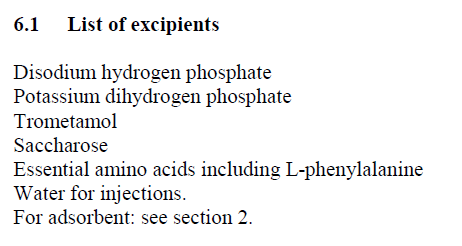 6.1 List of excipients
Disodium hydrogen phosphate
Potassium dihydrogen phosphate
Trometamol
Saccharose
Essential amino acids including L-phenylalanine
Water for injections.
For adsorbent: see section 2.